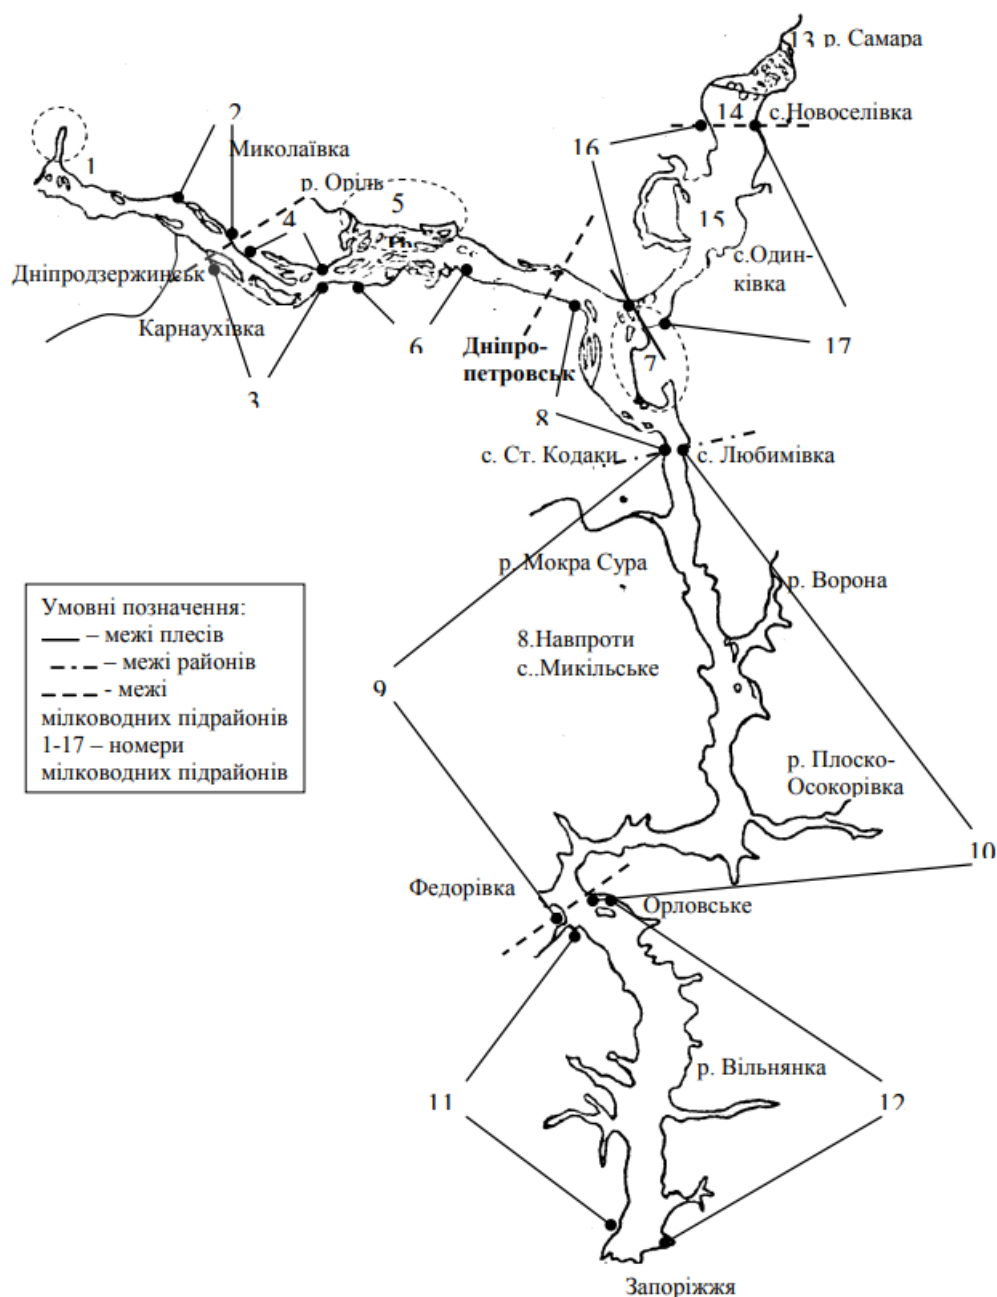 13 р. Самара
2
14 с.Новоселівка
1
Миколаївка
16
р. Оріль
5
4
15
Дніпродзержинськ
с.Один-
ківка
Карнаухівка
6
Дніпро-
петровськ
7
17
3
8
с. Ст. Кодаки
с. Любимівка
р. Мокра Сура
р. Ворона
Умовні позначення:
– межі плесів
– межі районів
- межі
мілководних підрайонів
1-17 – номери
мілководних підрайонів
8.Навпроти
с..Микільське
9
р. Плоско-
Осокорівка
10
Федорівка
Орловське
р. Вільнянка
11
12
Запоріжжя